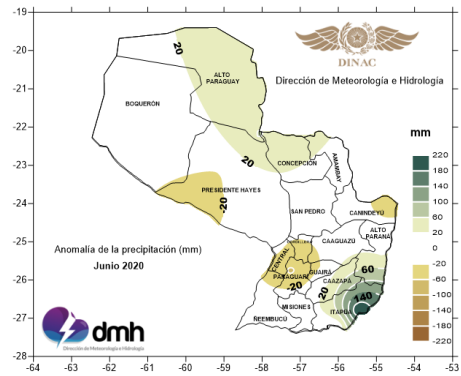 DINAC
Dirección de Meteorología e Hidrología
Anomalía de la precipitación (mm)
Junio 2020
dmh
Dirección de Meteorología e Hidrología
BOQUERÓN
ALTO
PARAGUAY
PRESIDENTE HAYES
CONCEPCIÓN
AMAMBAY
SAN PEDRO
CANINDEYÚ
ALTO
PARANÁ
CAAGUAZÚ
CENTRAL
PARAGUARÍ
GUAIRÁ
CAAZAPÁ
MISIONES
ÑEEMBUCÚ
ITAPÚA
20
20
-20
-20
20
60
140
mm
220
180
140
100
60
20
0
-20
-60
-100
-140
-180
-220
-19
-20
-21
-22
-23
-24
-25
-26
-27
-28
-64
-63
-62
-61
-60
-59
-58
-57
-56
-55
-54
-53